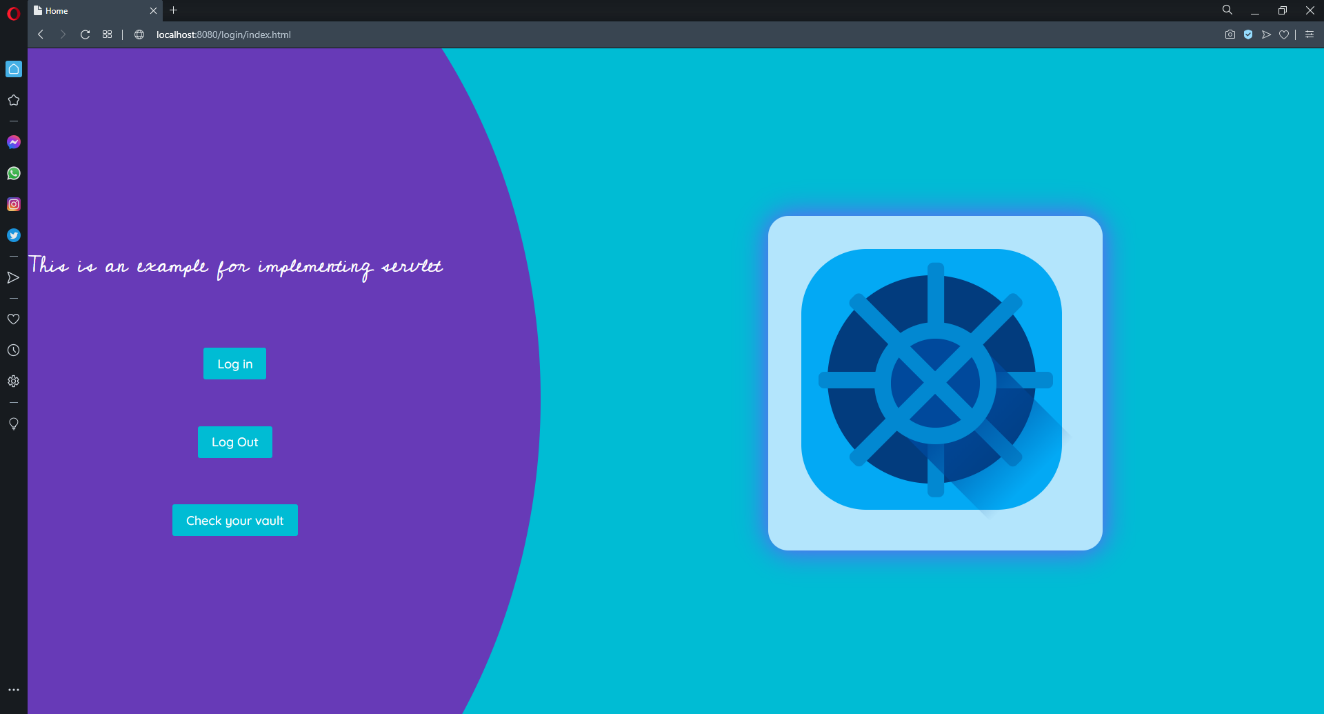 Home
localhost:8080/login/index.html
This is an example for implementing servlet
Log In
Log Out
Check your vault